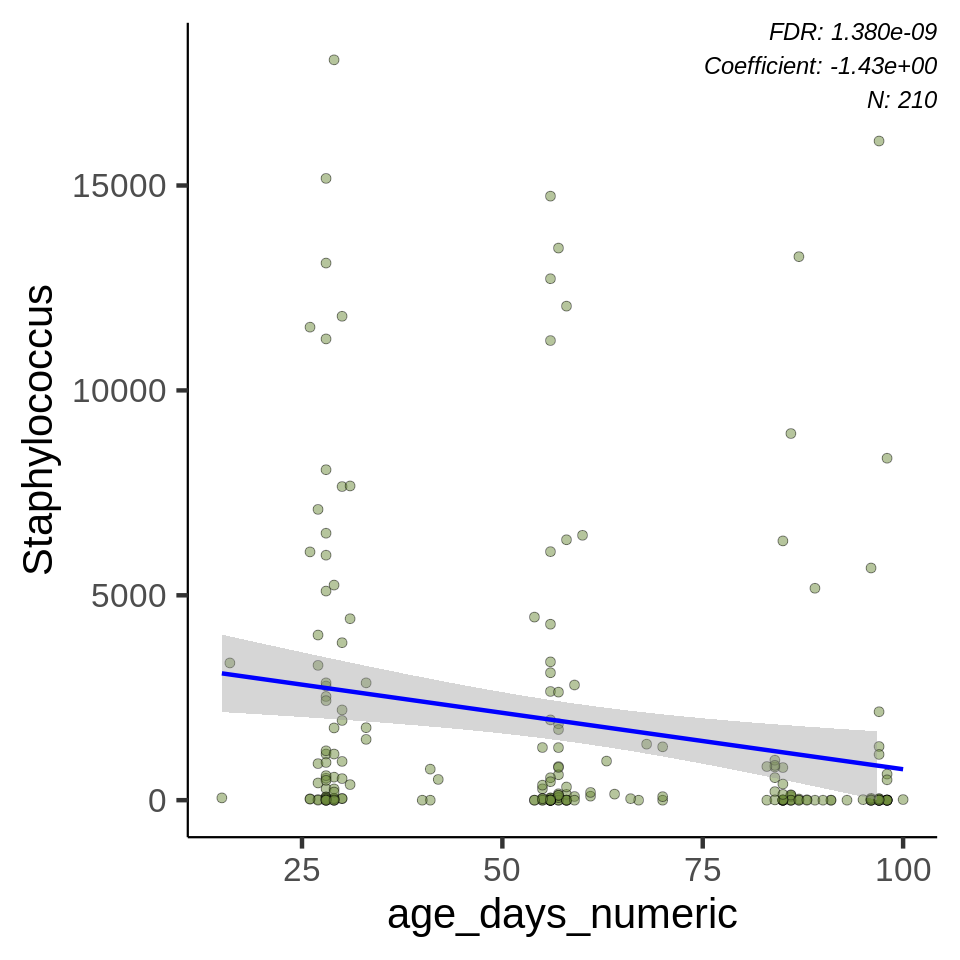 FDR: 1.380e-09
Coefficient: -1.43e+00
N: 210
15000
10000
5000
0
Staphylococcus
25 50 75 100
age_days_numeric